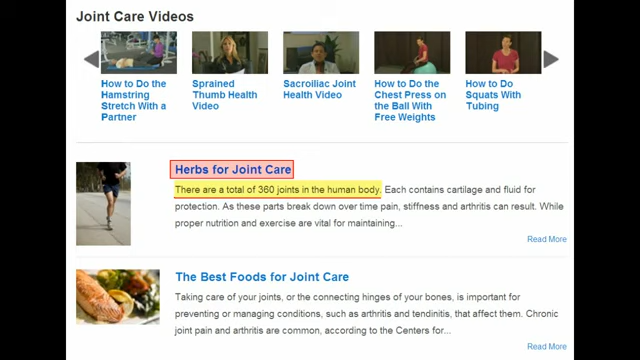 Joint Care Videos
How to Do the
Hamstring
Stretch With a
Partner
Sprained
Thumb Health
Video
Sacroiliac Joint
Health Video
How to Do the
Chest Press on
the Ball With
Free Weights
How to Do
Squats With
Tubing
Herbs for Joint Care
There are a total of 360 joints in the human body. Each contains cartilage and fluid for
protection. As these parts break down over time pain, stiffness and arthritis can result. While
proper nutrition and exercise are vital for maintaining...
Read More
The Best Foods for Joint Care
Taking care of your joints, or the connecting hinges of your bones, is important for
preventing or managing conditions, such as arthritis and tendinitis, that affect them. Chronic
joint pain and arthritis are common, according to the Centers for...
Read More